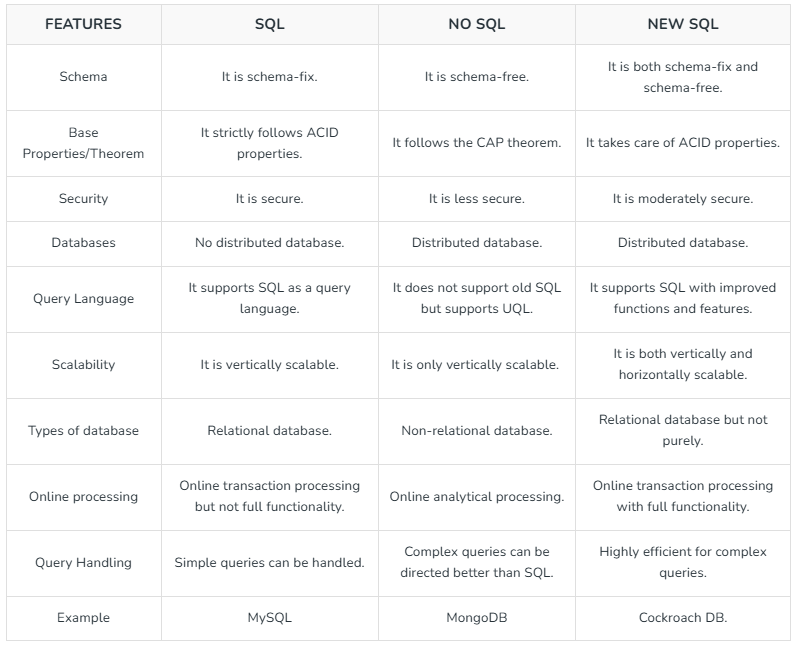 FEATURES SQL NO SQL NEW SQL
Schema It is schema-fix. It is schema-free. It is both schema-fix and
schema-free.
Base
Properties/Theorem
It strictly follows ACID
properties.
It follows the CAP theorem.
It takes care of ACID properties.
Security It is secure. It is less secure. It is moderately secure.
Databases No distributed database. Distributed database. Distributed database.
Query Language
It supports SQL as a query
language.
It does not support old SQL
but supports UQL.
It supports SQL with improved
functions and features.
Scalability It is vertically scalable. It is only vertically scalable.
It is both vertically and
horizontally scalable.
Types of database Relational database. Non-relational database.
Relational database but not
purely.
Online processing
Online transaction processing
but not full functionality.
Online analytical processing.
Online transaction processing
with full functionality.
Query Handling Simple queries can be handled.
Complex queries can be
directed better than SQL.
Highly efficient for complex
queries.
Example MySQL MongoDB Cockroach DB.